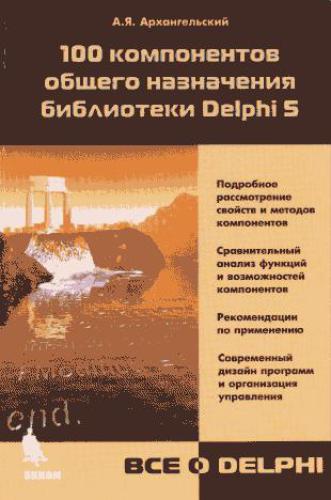 А.Я. Архангельский
100 компонентов
общего назначения
библиотеки Delphi 5
Подробное
рассмотрение
свойств и методов
компонентов
Сравнительный
анализ функций
и возможностей
компонентов
Рекомендации
по применению
Современный
дизайн программ
и организация
управления
end.
БИНОМ
ВСЕ О DELPHI